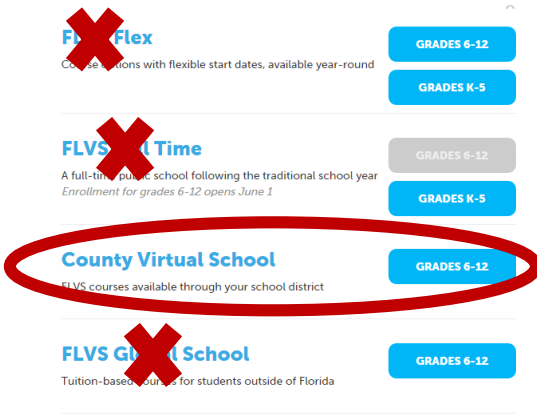 Flex
GRADES 6-12
options with flexible start dates, available year-round
GRADES K-5
FLVS Time
GRADES 6-12
A full-time public school following the traditional school year
Enrollment for grades 6-12 opens June 1
GRADES K-5
County Virtual School
GRADES 6-12
FLVS courses available through your school district
FLVS School
GRADES 6-12
Tuition-based courses for students outside of Florida